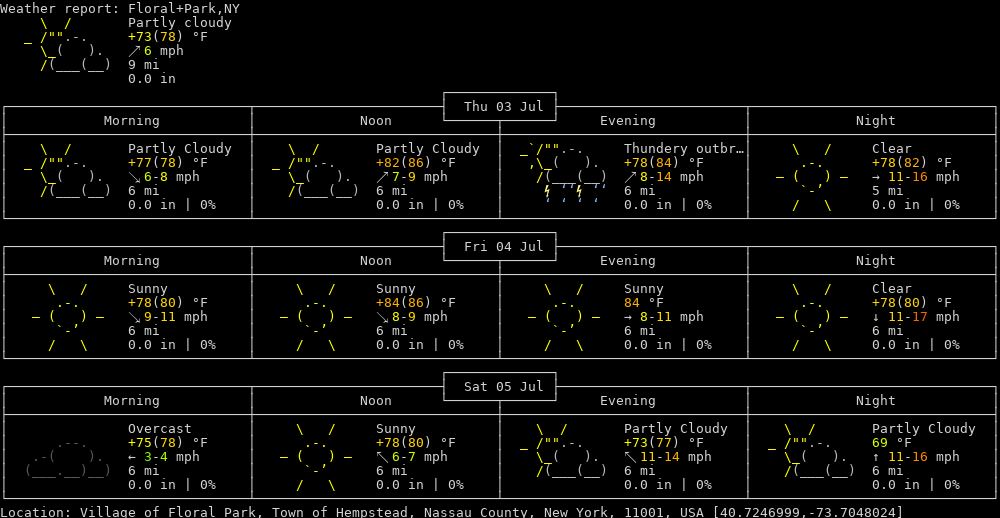 Weather report: Floral+Park,NY
Partly cloudy
+73(78) °F
↗ 6 mph
9 mi
0.0 in
Thu 03 Jul
Morning Noon Evening Night
Partly Cloudy Partly Cloudy Thundery outbr… Clear
+77(78) °F +82(86) °F +78(84) °F +78(82) °F
↘ 6-8 mph ↗ 7-9 mph ↗ 8-14 mph → 11-16 mph
6 mi 6 mi 6 mi 5 mi
0.0 in | 0% 0.0 in | 0% 0.0 in | 0% 0.0 in | 0%
Fri 04 Jul
Morning Noon Evening Night
Sunny Sunny Sunny Clear
+78(80) °F +84(86) °F 84 °F +78(80) °F
↘ 9-11 mph ↘ 8-9 mph → 8-11 mph ↓ 11-17 mph
6 mi 6 mi 6 mi 6 mi
0.0 in | 0% 0.0 in | 0% 0.0 in | 0% 0.0 in | 0%
Sat 05 Jul
Morning Noon Evening Night
Overcast Sunny Partly Cloudy Partly Cloudy
+75(78) °F +78(80) °F +73(77) °F 69 °F
← 3-4 mph ↖ 6-7 mph ↖ 11-14 mph ↑ 11-16 mph
6 mi 6 mi 6 mi 6 mi
0.0 in | 0% 0.0 in | 0% 0.0 in | 0% 0.0 in | 0%
Location: Village of Floral Park, Town of Hempstead, Nassau County, New York, 11001, USA [40.7246999,-73.7048024]